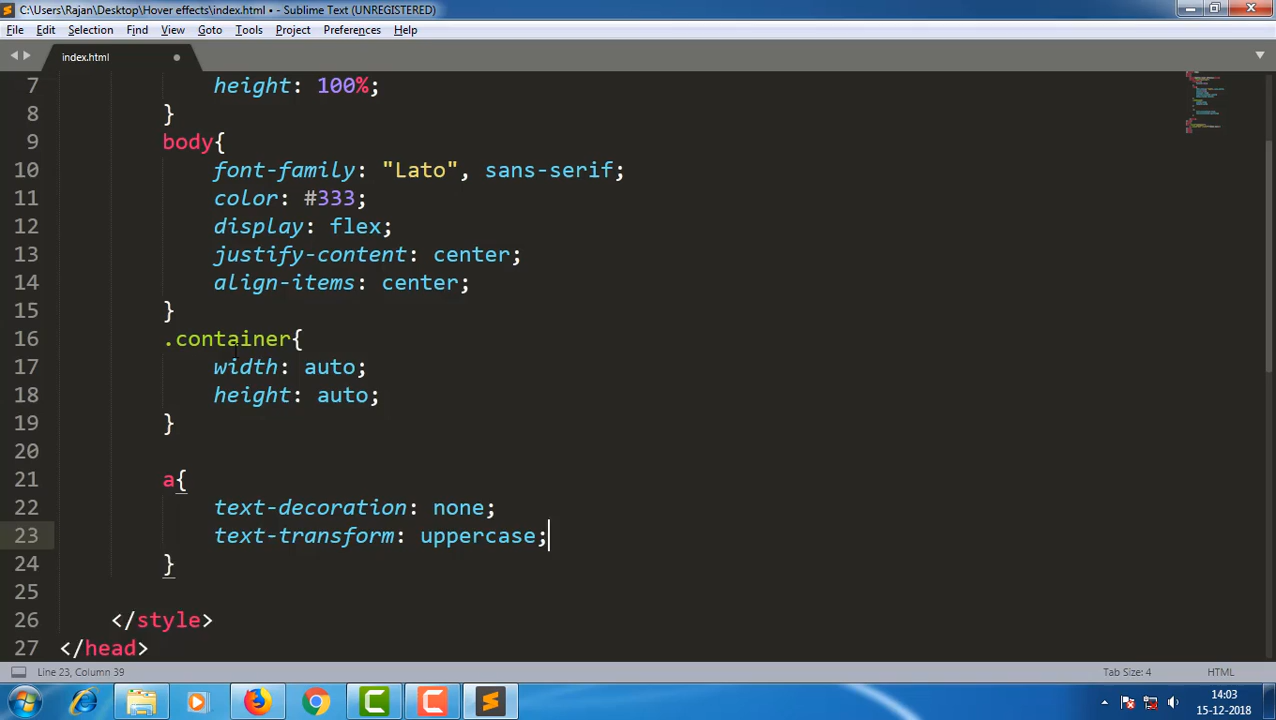 C:\Users\Rajan\Desktop\Hover effects\index.html • - Sublime Text (UNREGISTERED)
File Edit Selection Find View Goto Tools Project Preferences Help
index.html
7 height: 100%;
8 }
9 body{
10 font-family: "Lato", sans-serif;
11 color: #333;
12 display: flex;
13 justify-content: center;
14 align-items: center;
15 }
16 .container{
17 width: auto;
18 height: auto;
19 }
20
21 a{
22 text-decoration: none;
23 text-transform: uppercase;
24 }
25
26 </style>
27 </head>
Line 23, Column 39 Tab Size: 4 HTML
14:03
15-12-2018